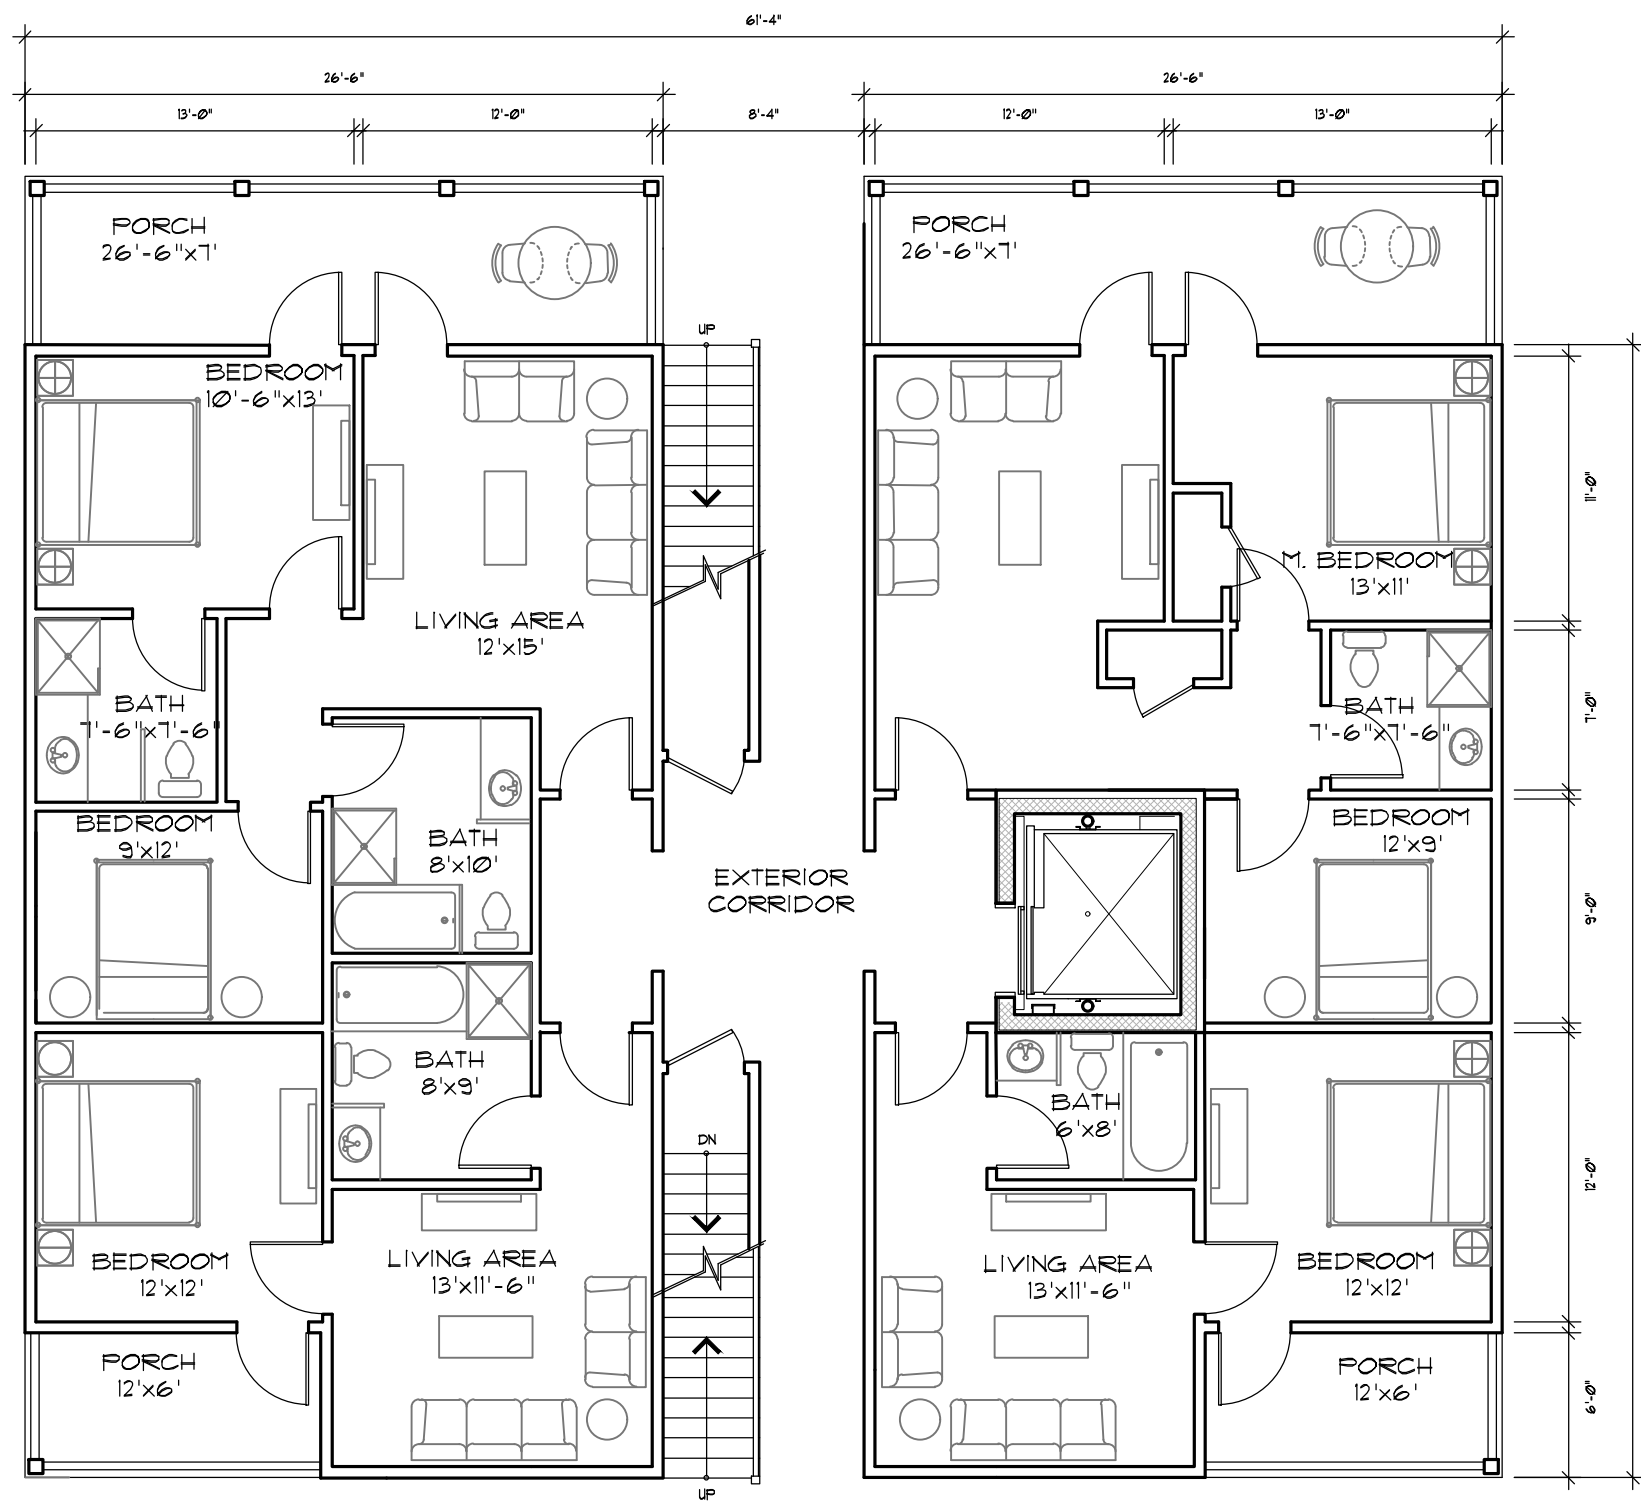 61'-4"
26'-6"
26'-6"
13'-0"
12'-0"
8'-4"
12'-0"
13'-0"
PORCH
26'-6"x7'
PORCH
26'-6"x7'
UP
BEDROOM
10'-6"x13'
LIVING AREA
12'x15'
11'-0"
M. BEDROOM
13'x11'
BATH
7'-6"x7'-6"
BATH
7'-6"x7'-6"
7'-0"
BEDROOM
9'x12'
BATH
8'x10'
EXTERIOR
CORRIDOR
BEDROOM
12'x9'
9'-0"
BATH
8'x9'
BATH
6'x8'
DN
12'-0"
BEDROOM
12'x12'
LIVING AREA
13'x11'-6"
LIVING AREA
13'x11'-6"
BEDROOM
12'x12'
PORCH
12'x6'
PORCH
12'x6'
6'-0"
UP